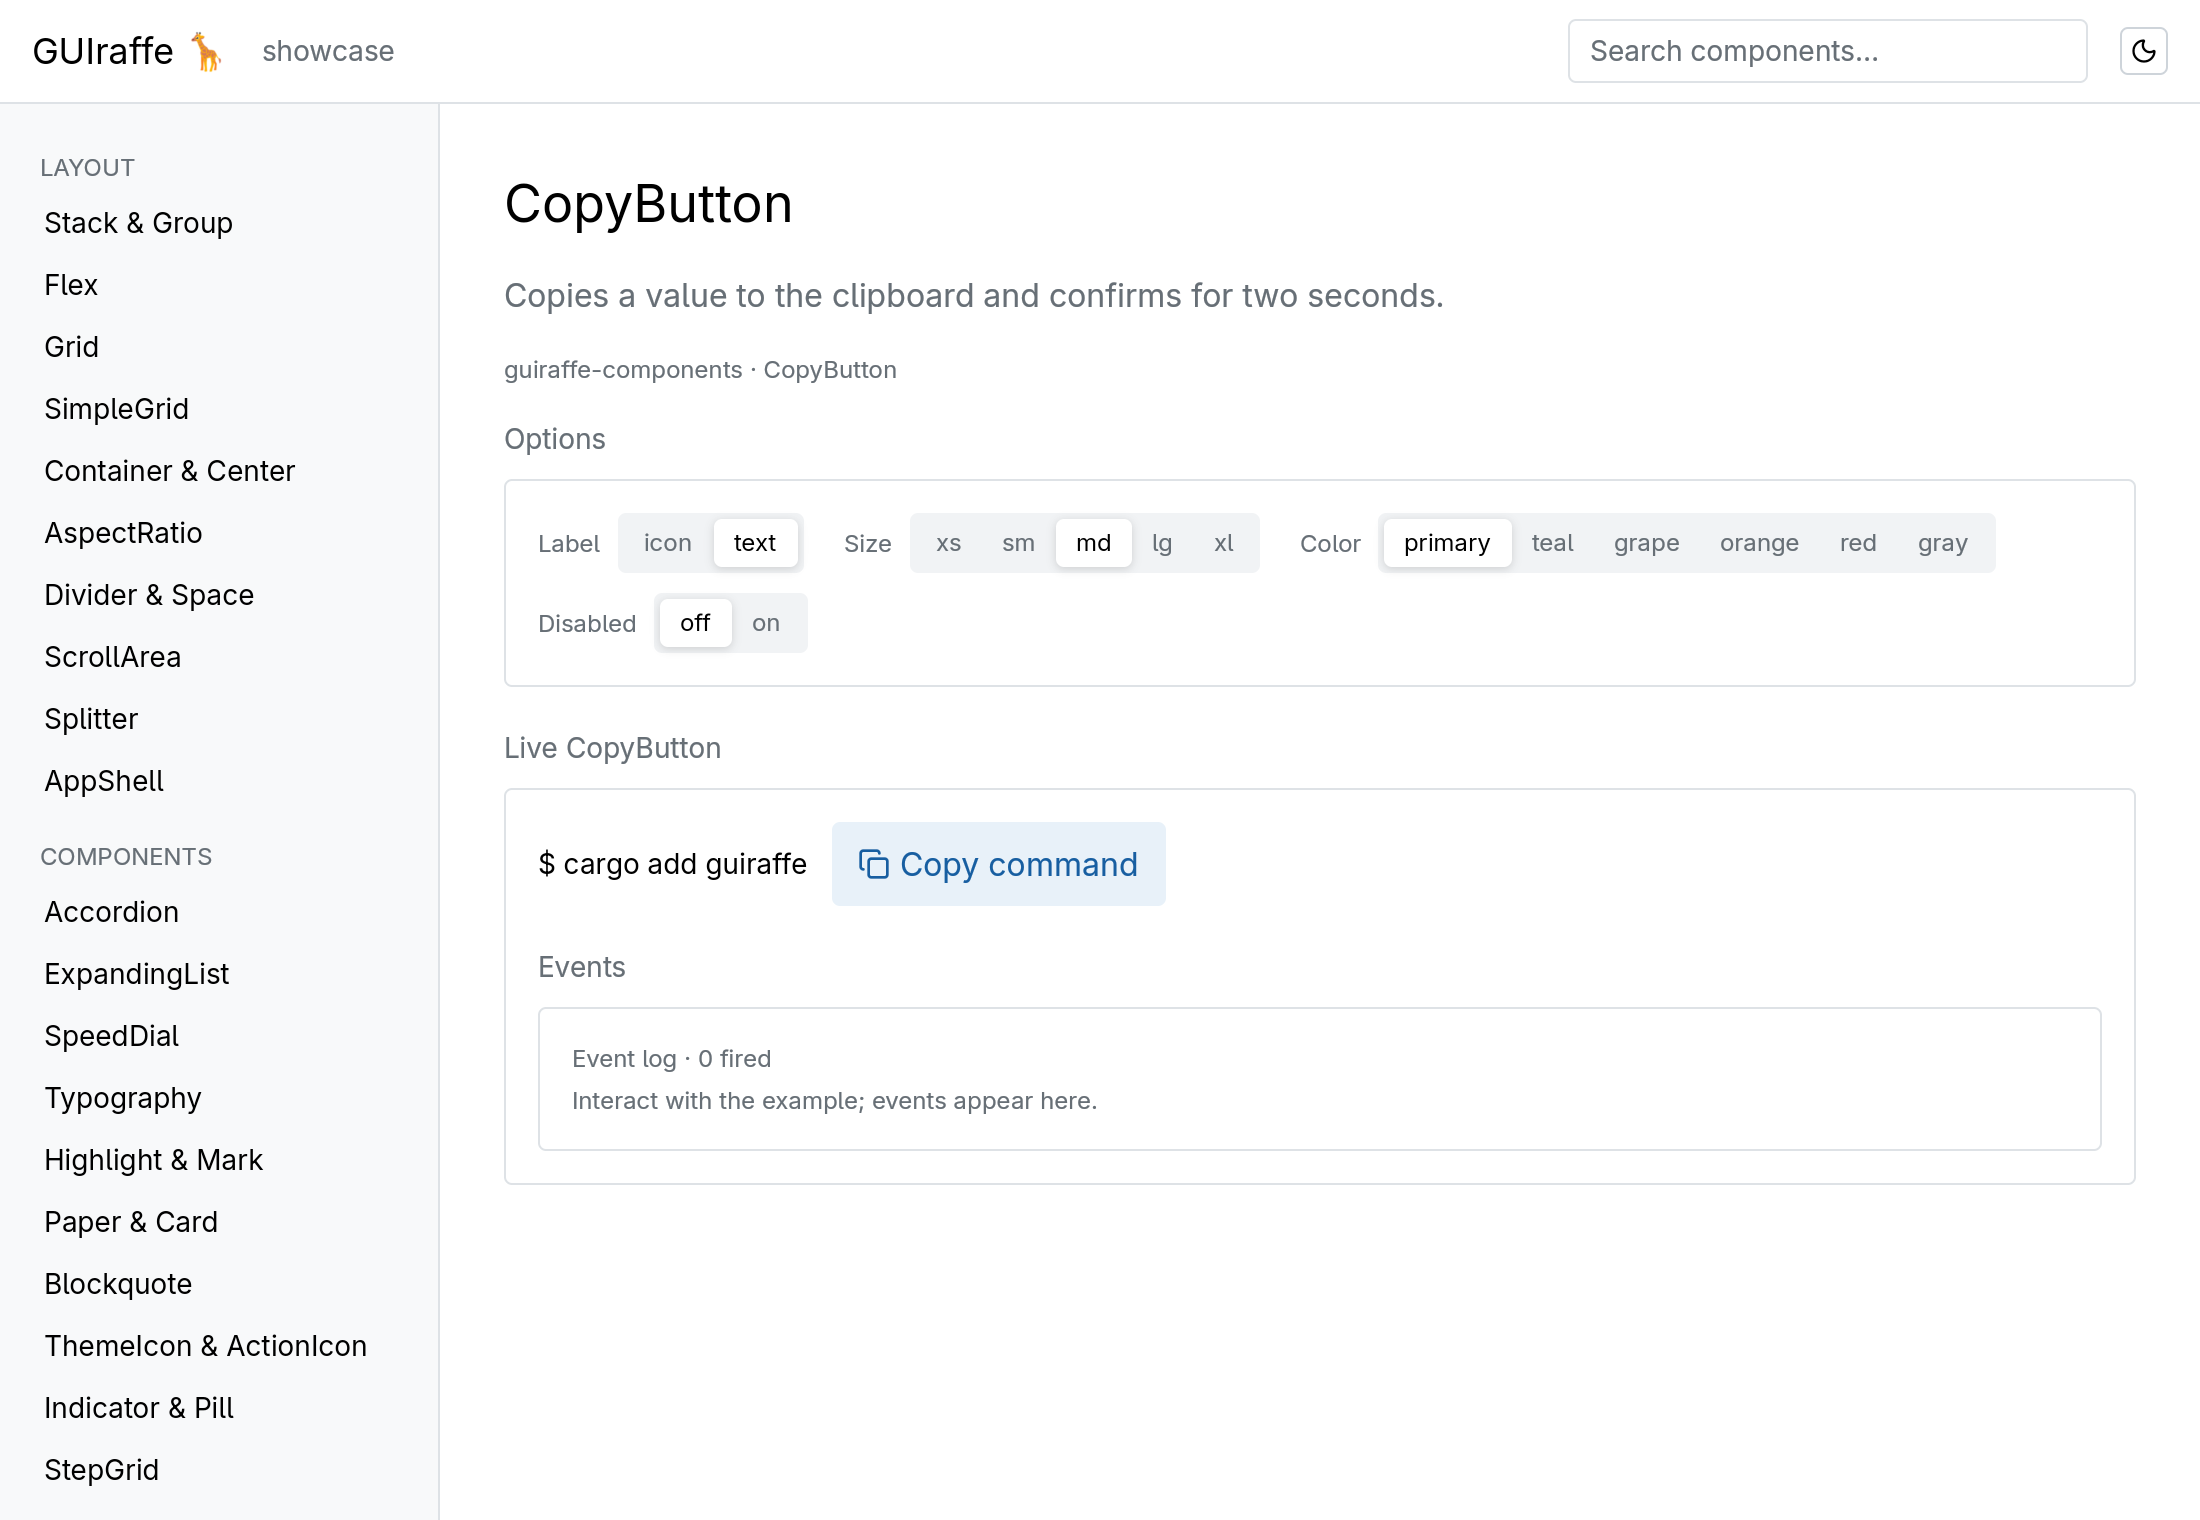 GUIraffe 🦒 showcase Search components...
LAYOUT
Stack & Group
Flex
Grid
SimpleGrid
Container & Center
AspectRatio
Divider & Space
ScrollArea
Splitter
AppShell
COMPONENTS
Accordion
ExpandingList
SpeedDial
Typography
Highlight & Mark
Paper & Card
Blockquote
ThemeIcon & ActionIcon
Indicator & Pill
StepGrid
CopyButton
Copies a value to the clipboard and confirms for two seconds.
guiraffe-components · CopyButton
Options
Label icon text Size xs sm md lg xl Color primary teal grape orange red gray
Disabled off on
Live CopyButton
$ cargo add guiraffe Copy command
Events
Event log · 0 fired
Interact with the example; events appear here.